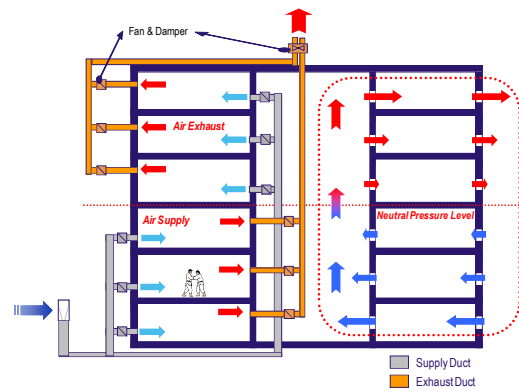 Fan & Damper
Air Exhaust
Air Supply
Neutral Pressure Level
Supply Duct
Exhaust Duct